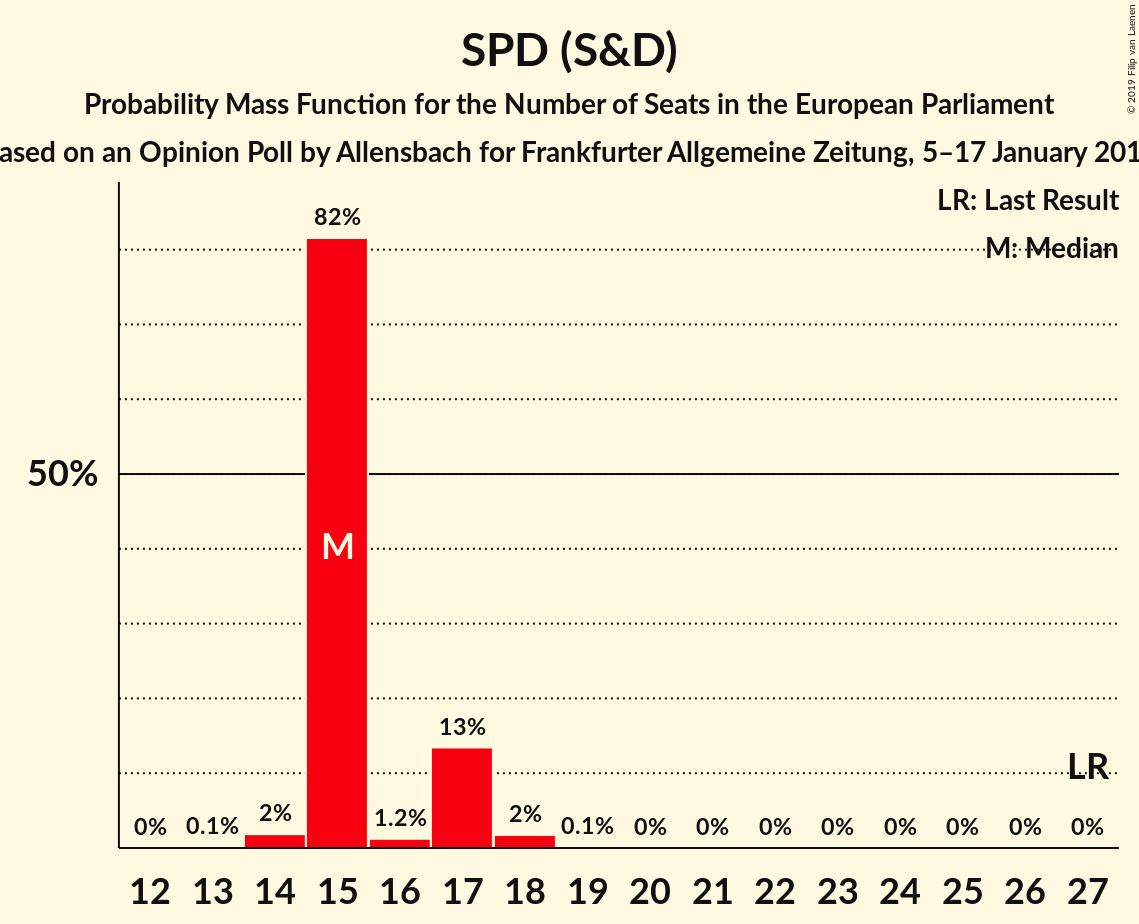 SPD (S&D)
Probability Mass Function for the Number of Seats in the European Parliament
ased on an Opinion Poll by Allensbach for Frankfurter Allgemeine Zeitung, 5–17 January 201
© 2019 Filip van Laenen
LR: Last Result
M: Median
82%
50%
M
13%
LR
0% 0.1% 2% 1.2% 2% 0.1% 0% 0% 0% 0% 0% 0% 0% 0%
12 13 14 15 16 17 18 19 20 21 22 23 24 25 26 27